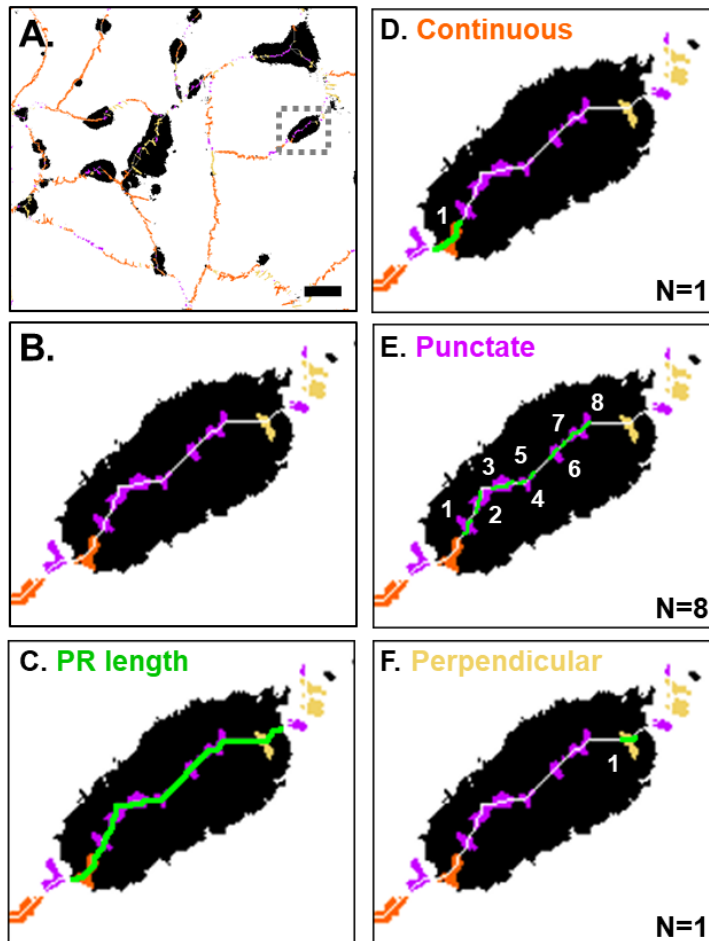 A.
B.
C. PR length
D. Continuous
1
N=1
E. Punctate
8
7
5
3
6
4
1
2
N=8
F. Perpendicular
1
N=1